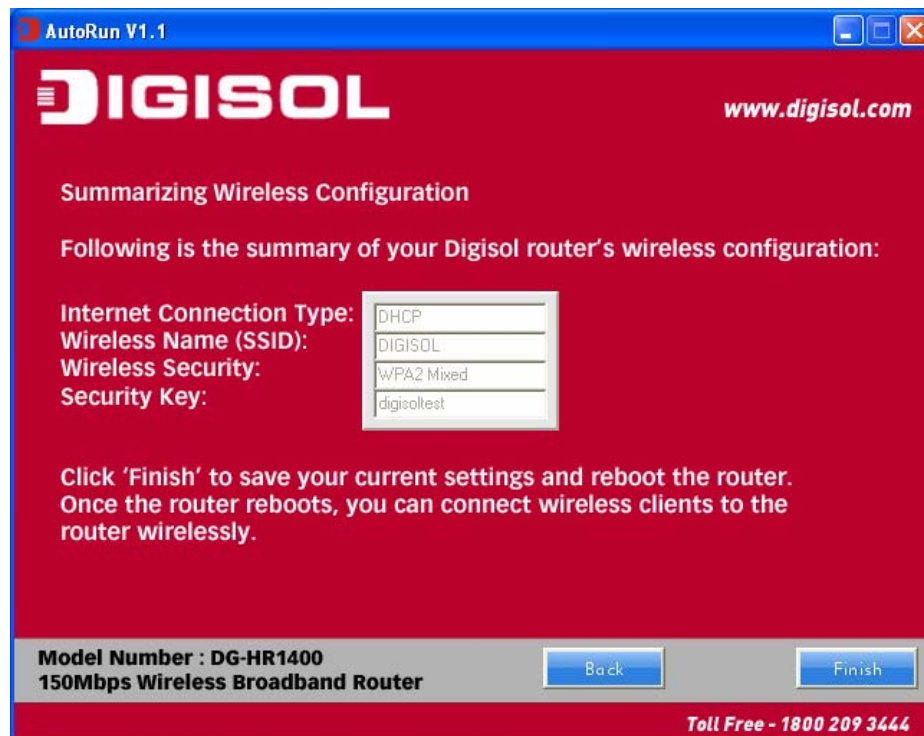 AutoRun V1.1
DIGISOL
www.digisol.com
Summarizing Wireless Configuration
Following is the summary of your Digisol router's wireless configuration:
Internet Connection Type: DHCP
Wireless Name (SSID): DIGISOL
Wireless Security: WPA2 Mixed
Security Key: digisoltest
Click 'Finish' to save your current settings and reboot the router.
Once the router reboots, you can connect wireless clients to the
router wirelessly.
Model Number : DG-HR1400
150Mbps Wireless Broadband Router
Back
Finish
Toll Free - 1800 209 3444